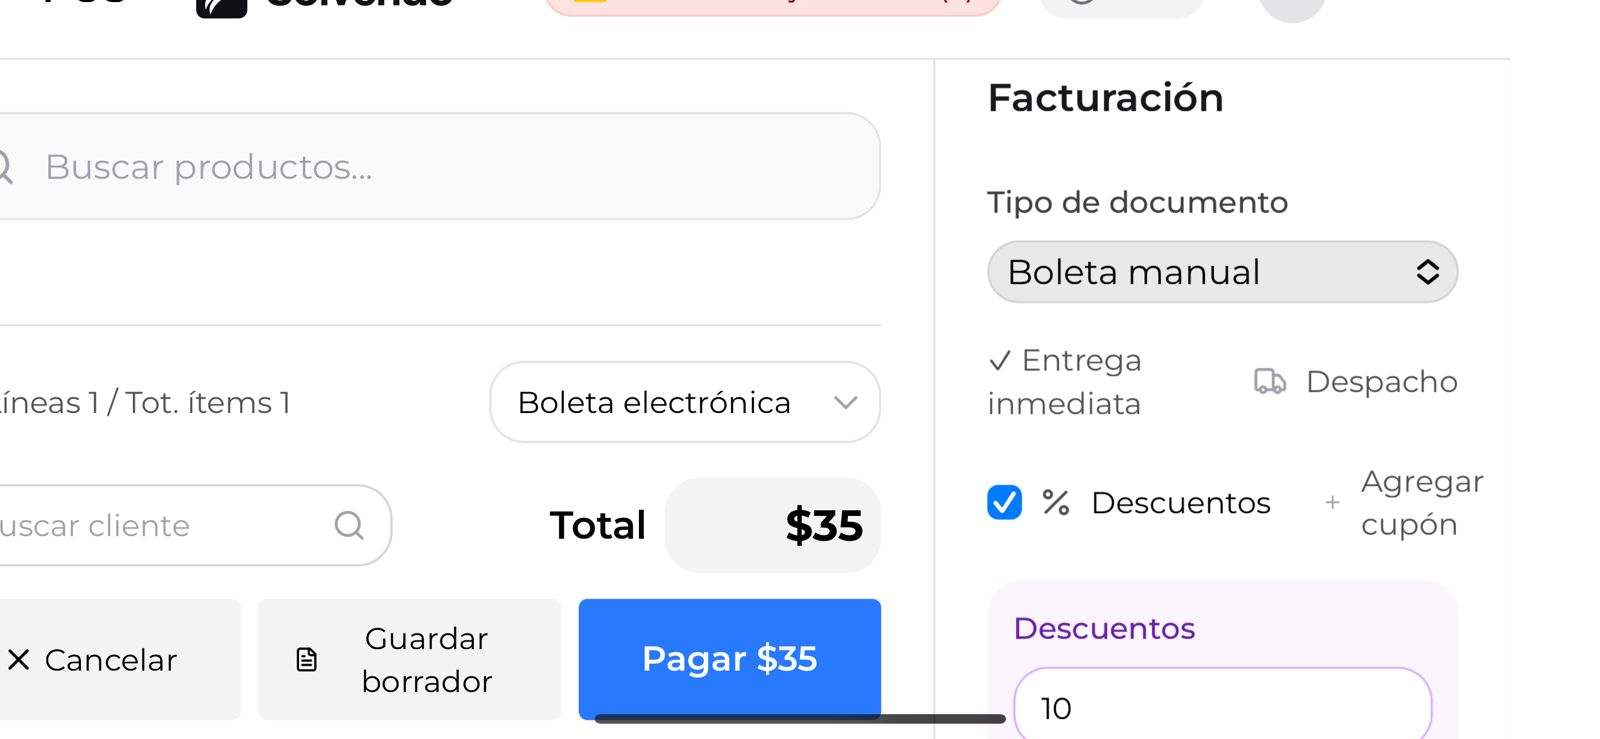 Facturación
Buscar productos...
Tipo de documento
Boleta manual
✓ Entrega
inmediata
Despacho
Líneas 1 / Tot. ítems 1
Boleta electrónica
% Descuentos
+ Agregar
cupón
uscar cliente
Total
$35
Descuentos
Cancelar
Guardar
borrador
Pagar $35
10